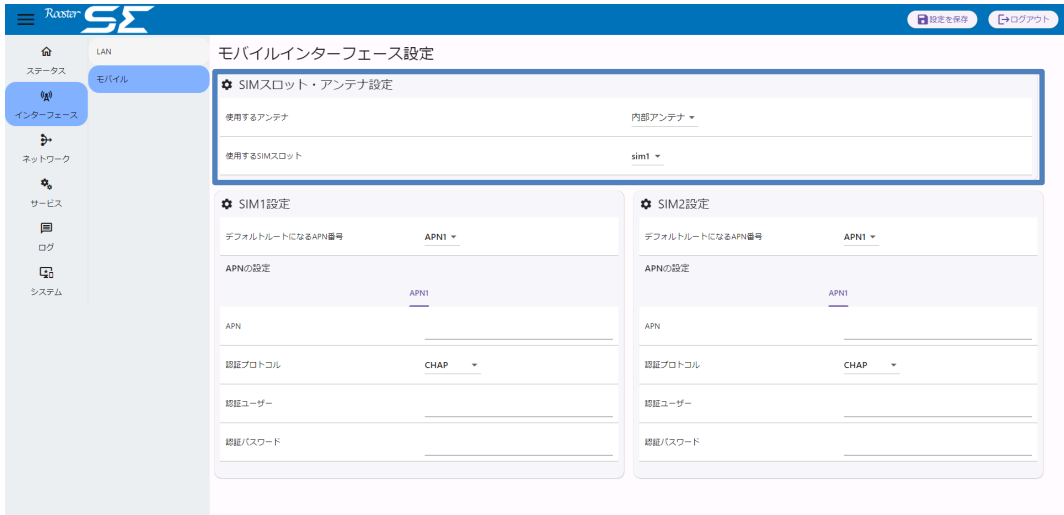 Rooster SE
設定を保存
ログアウト
ステータス
インターフェース
ネットワーク
サービス
ログ
システム
LAN
モバイル
モバイルインターフェース設定
SIMスロット・アンテナ設定
使用するアンテナ 内部アンテナ
使用するSIMスロット sim1
SIM1設定
デフォルトルートになるAPN番号 APN1
APNの設定
APN1
APN
認証プロトコル CHAP
認証ユーザー
認証パスワード
SIM2設定
デフォルトルートになるAPN番号 APN1
APNの設定
APN1
APN
認証プロトコル CHAP
認証ユーザー
認証パスワード